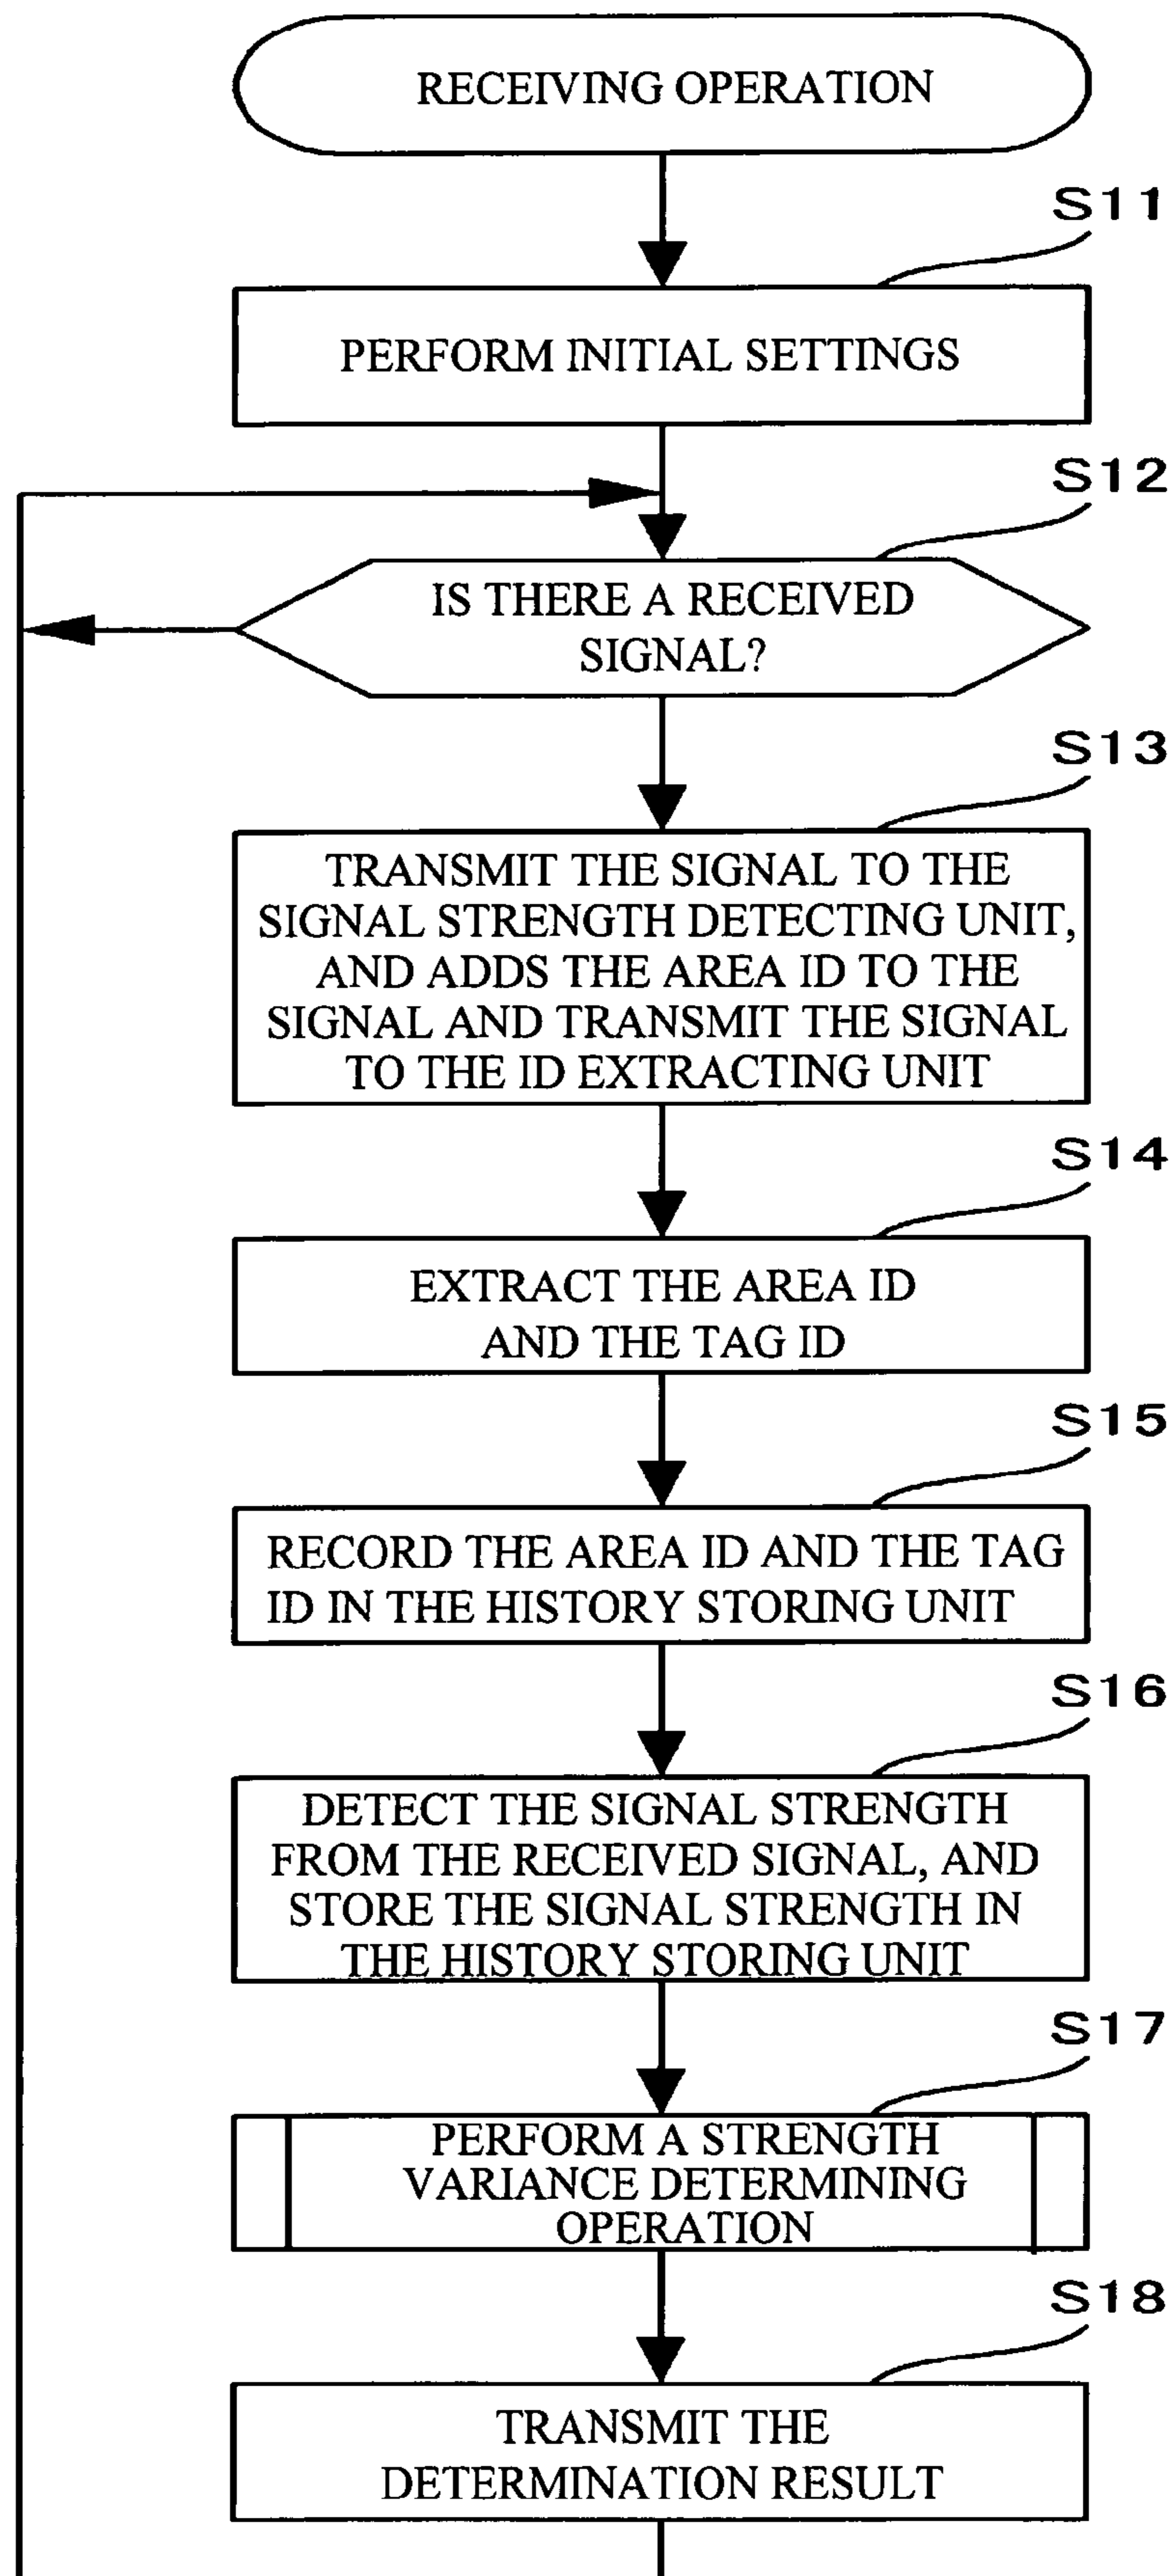 RECEIVING OPERATION
S11
PERFORM INITIAL SETTINGS
S12
IS THERE A RECEIVED
SIGNAL?
S13
TRANSMIT THE SIGNAL TO THE
SIGNAL STRENGTH DETECTING UNIT,
AND ADDS THE AREA ID TO THE
SIGNAL AND TRANSMIT THE SIGNAL
TO THE ID EXTRACTING UNIT
S14
EXTRACT THE AREA ID
AND THE TAG ID
S15
RECORD THE AREA ID AND THE TAG
ID IN THE HISTORY STORING UNIT
S16
DETECT THE SIGNAL STRENGTH
FROM THE RECEIVED SIGNAL, AND
STORE THE SIGNAL STRENGTH IN
THE HISTORY STORING UNIT
S17
PERFORM A STRENGTH
VARIANCE DETERMINING
OPERATION
S18
TRANSMIT THE
DETERMINATION RESULT